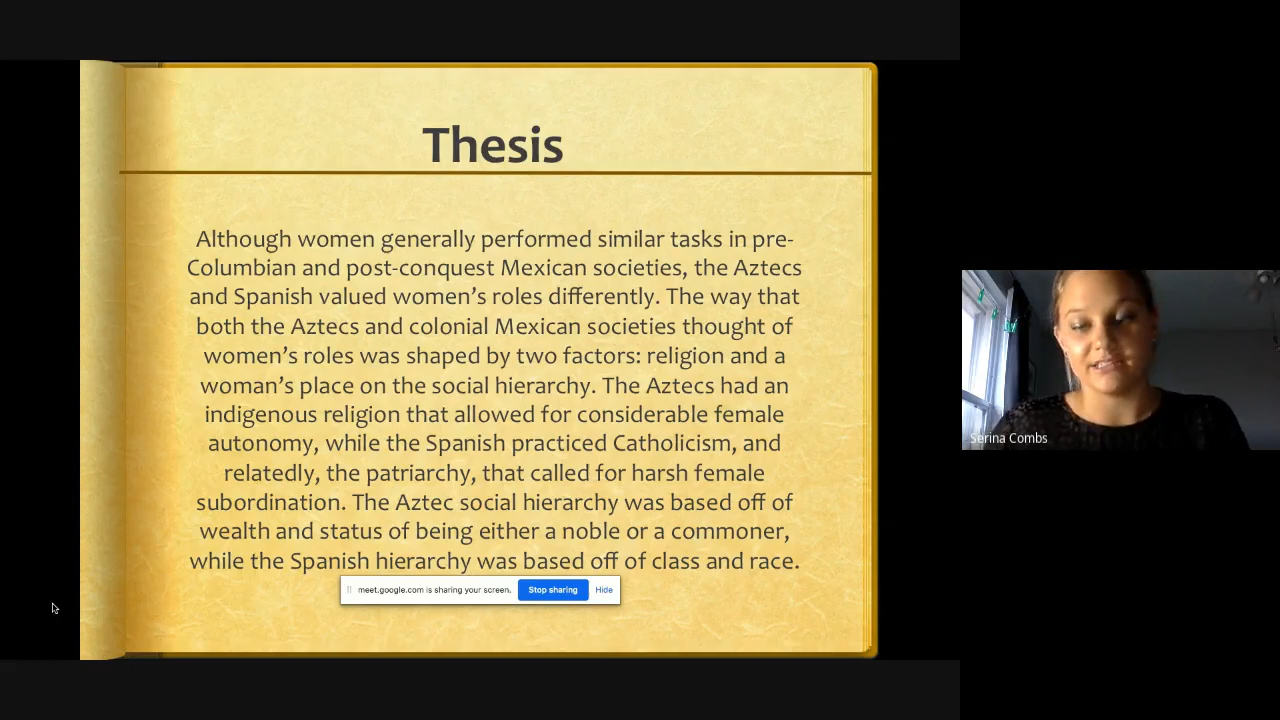 Thesis
Although women generally performed similar tasks in pre-
Columbian and post-conquest Mexican societies, the Aztecs
and Spanish valued women's roles differently. The way that
both the Aztecs and colonial Mexican societies thought of
women's roles was shaped by two factors: religion and a
woman's place on the social hierarchy. The Aztecs had an
indigenous religion that allowed for considerable female
autonomy, while the Spanish practiced Catholicism, and
relatedly, the patriarchy, that called for harsh female
subordination. The Aztec social hierarchy was based off of
wealth and status of being either a noble or a commoner,
while the Spanish hierarchy was based off of class and race.
meet.google.com is sharing your screen. Stop sharing Hide
Serina Combs